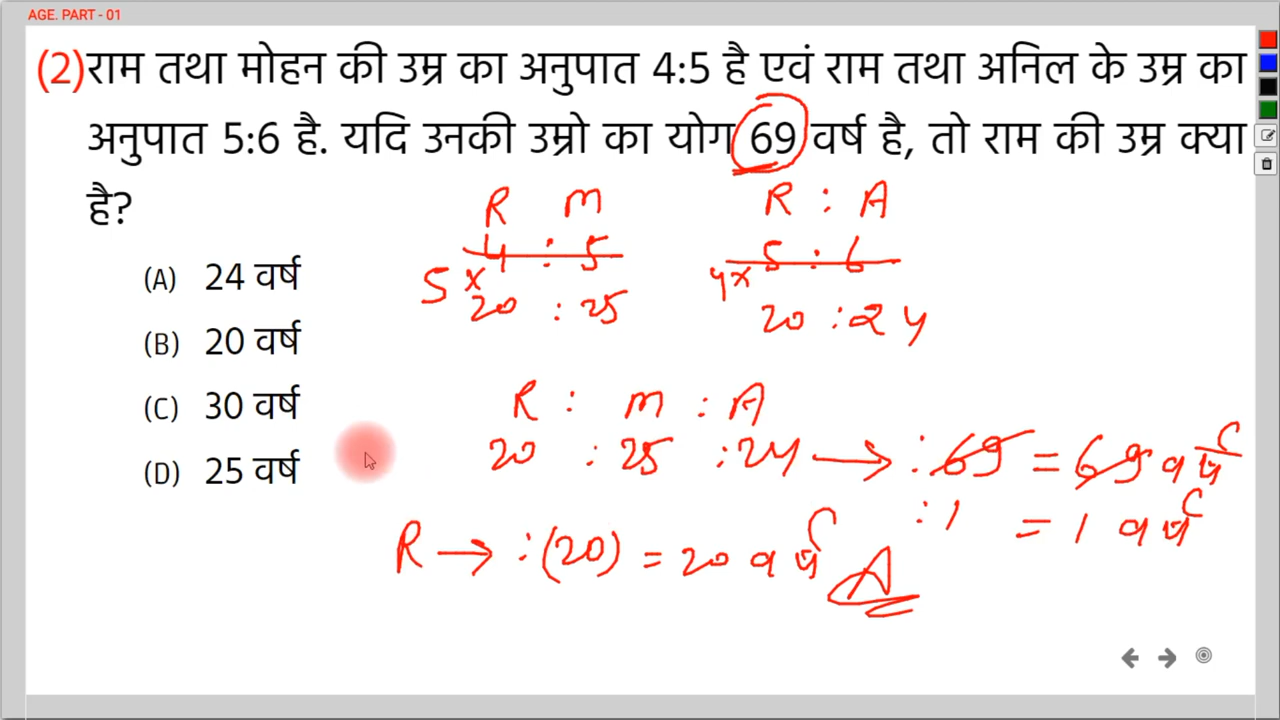 AGE. PART - 01
(2) राम तथा मोहन की उम्र का अनुपात 4:5 है एवं राम तथा अनिल के उम्र का
अनुपात 5:6 है. यदि उनकी उम्रो का योग 69 वर्ष है, तो राम की उम्र क्या
है?
R M
R : A
4 : 5
5 : 6
(A) 24 वर्ष
5x
4x
20 : 25
20 : 24
(B) 20 वर्ष
(C) 30 वर्ष
R : M : A
20 : 25 : 24 → : 69 = 69 वर्ष
(D) 25 वर्ष
: 1 = 1 वर्ष
R → : (20) = 20 वर्ष A